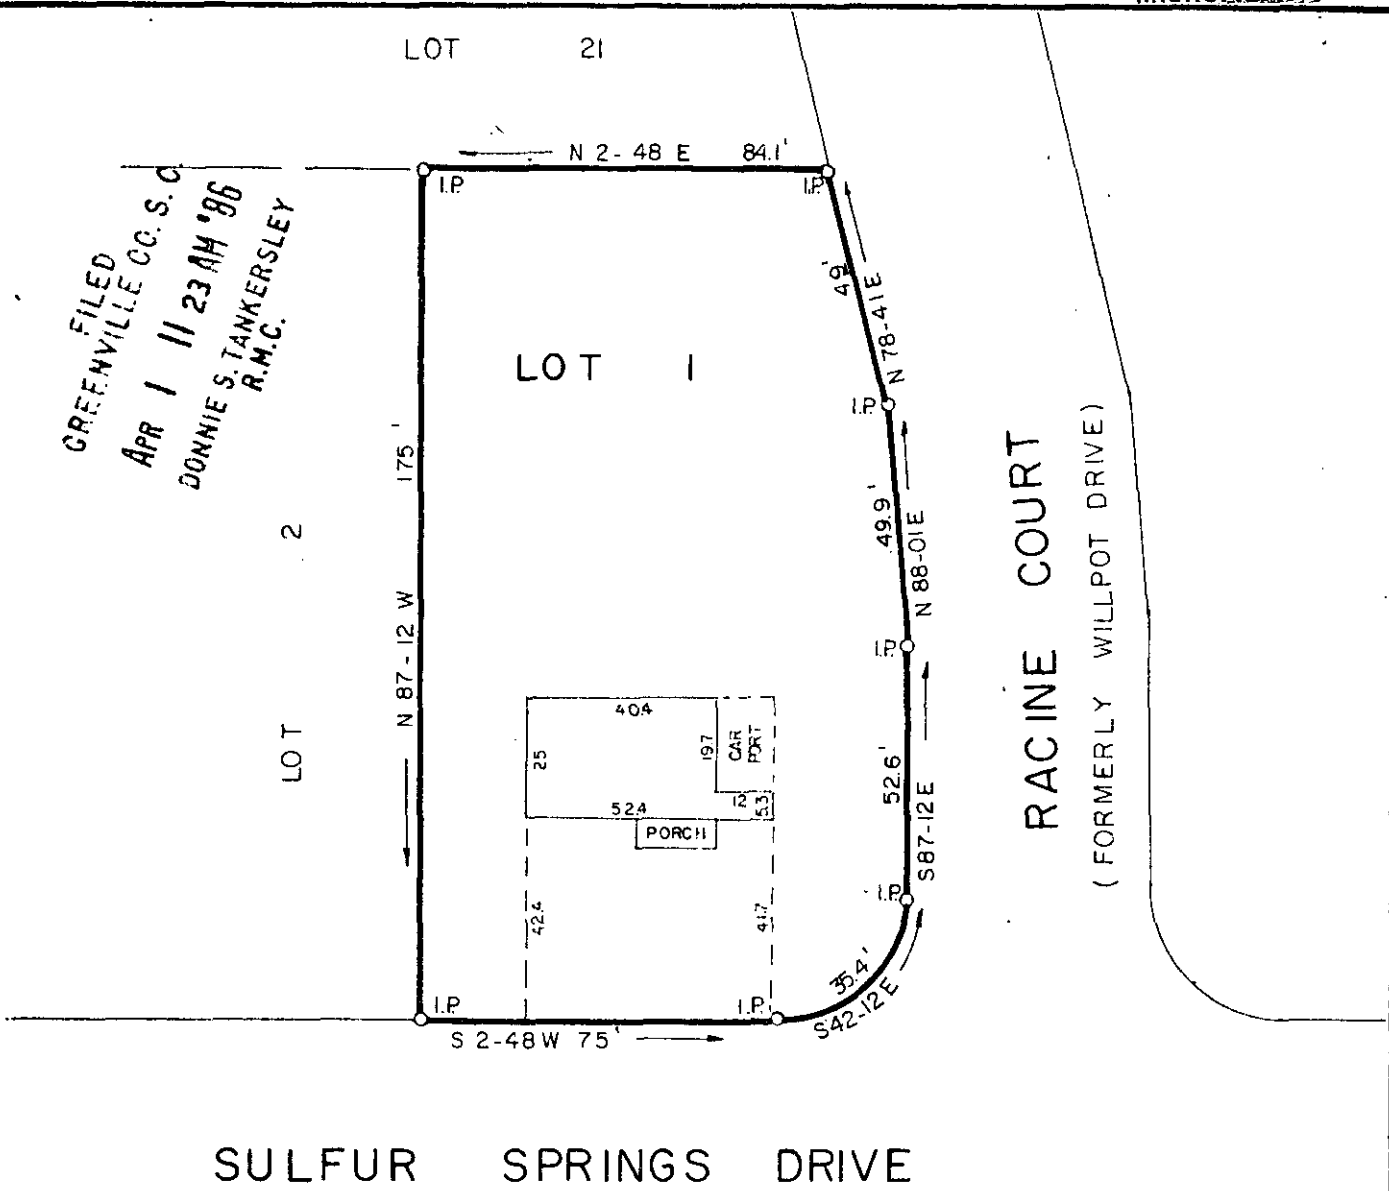 LOT 21
N 2-48 E 84.1'
I.P.
I.P.
FILED
GREENVILLE CO. S. C.
APR 1 11 23 AM '86
DONNIE S. TANKERSLEY
R.M.C.
49'
N 78-41 E
LOT 1
I.P.
175'
N 87-12 W
LOT 2
49.9'
N 88-01 E
I.P.
RACINE COURT
(FORMERLY WILLPOT DRIVE)
40.4
25
19.7
CAR
PORT
12
5.3
52.4
PORCH
52.6'
S87-12E
I.P.
42.4
41.7
35.4'
S42-12E
I.P.
I.P.
S 2-48 W 75'
SULFUR SPRINGS DRIVE